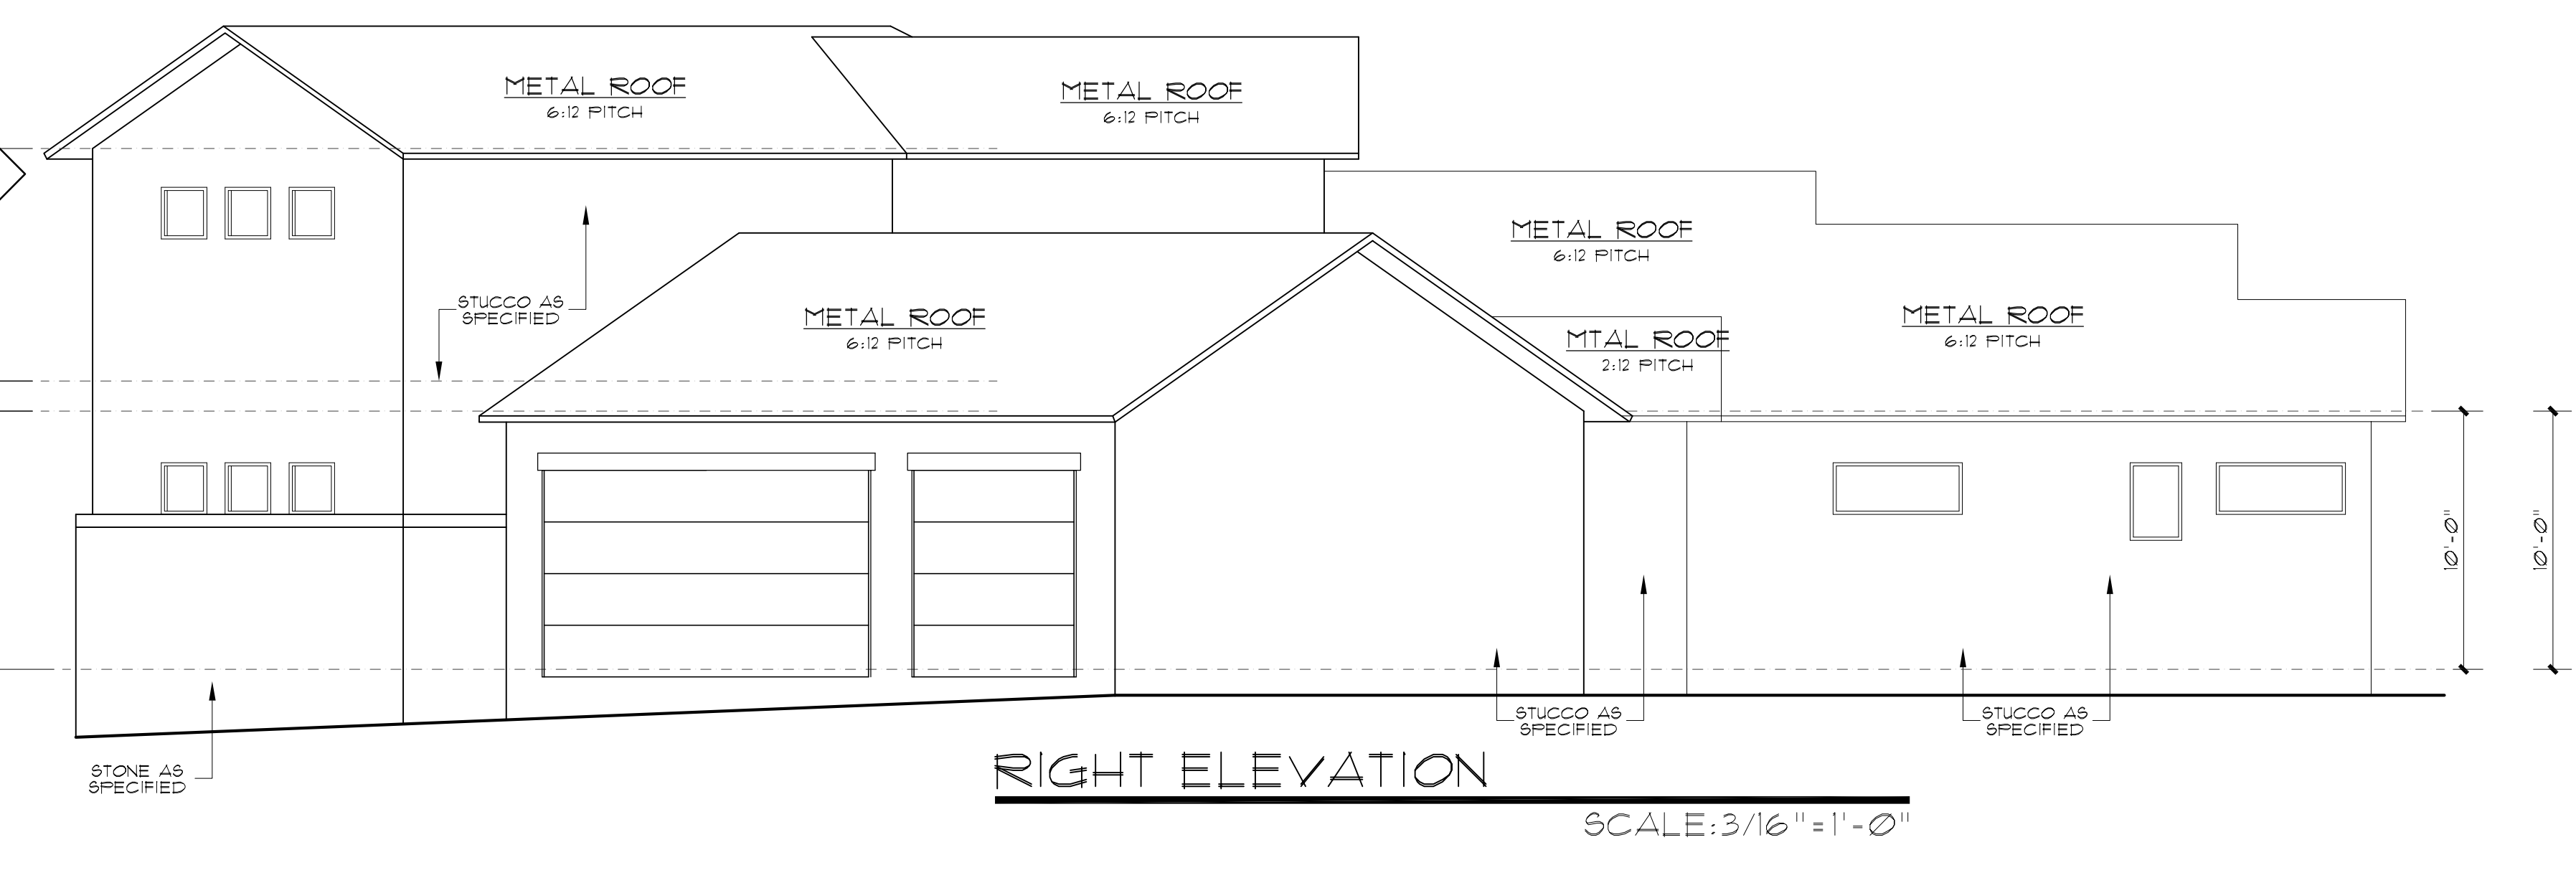 METAL ROOF
6:12 PITCH
METAL ROOF
6:12 PITCH
METAL ROOF
6:12 PITCH
STUCCO AS
SPECIFIED
METAL ROOF
6:12 PITCH
MTAL ROOF
2:12 PITCH
METAL ROOF
6:12 PITCH
10'-0"
10'-0"
STUCCO AS
SPECIFIED
STUCCO AS
SPECIFIED
STONE AS
SPECIFIED
RIGHT ELEVATION
SCALE:3/16"=1'-0"